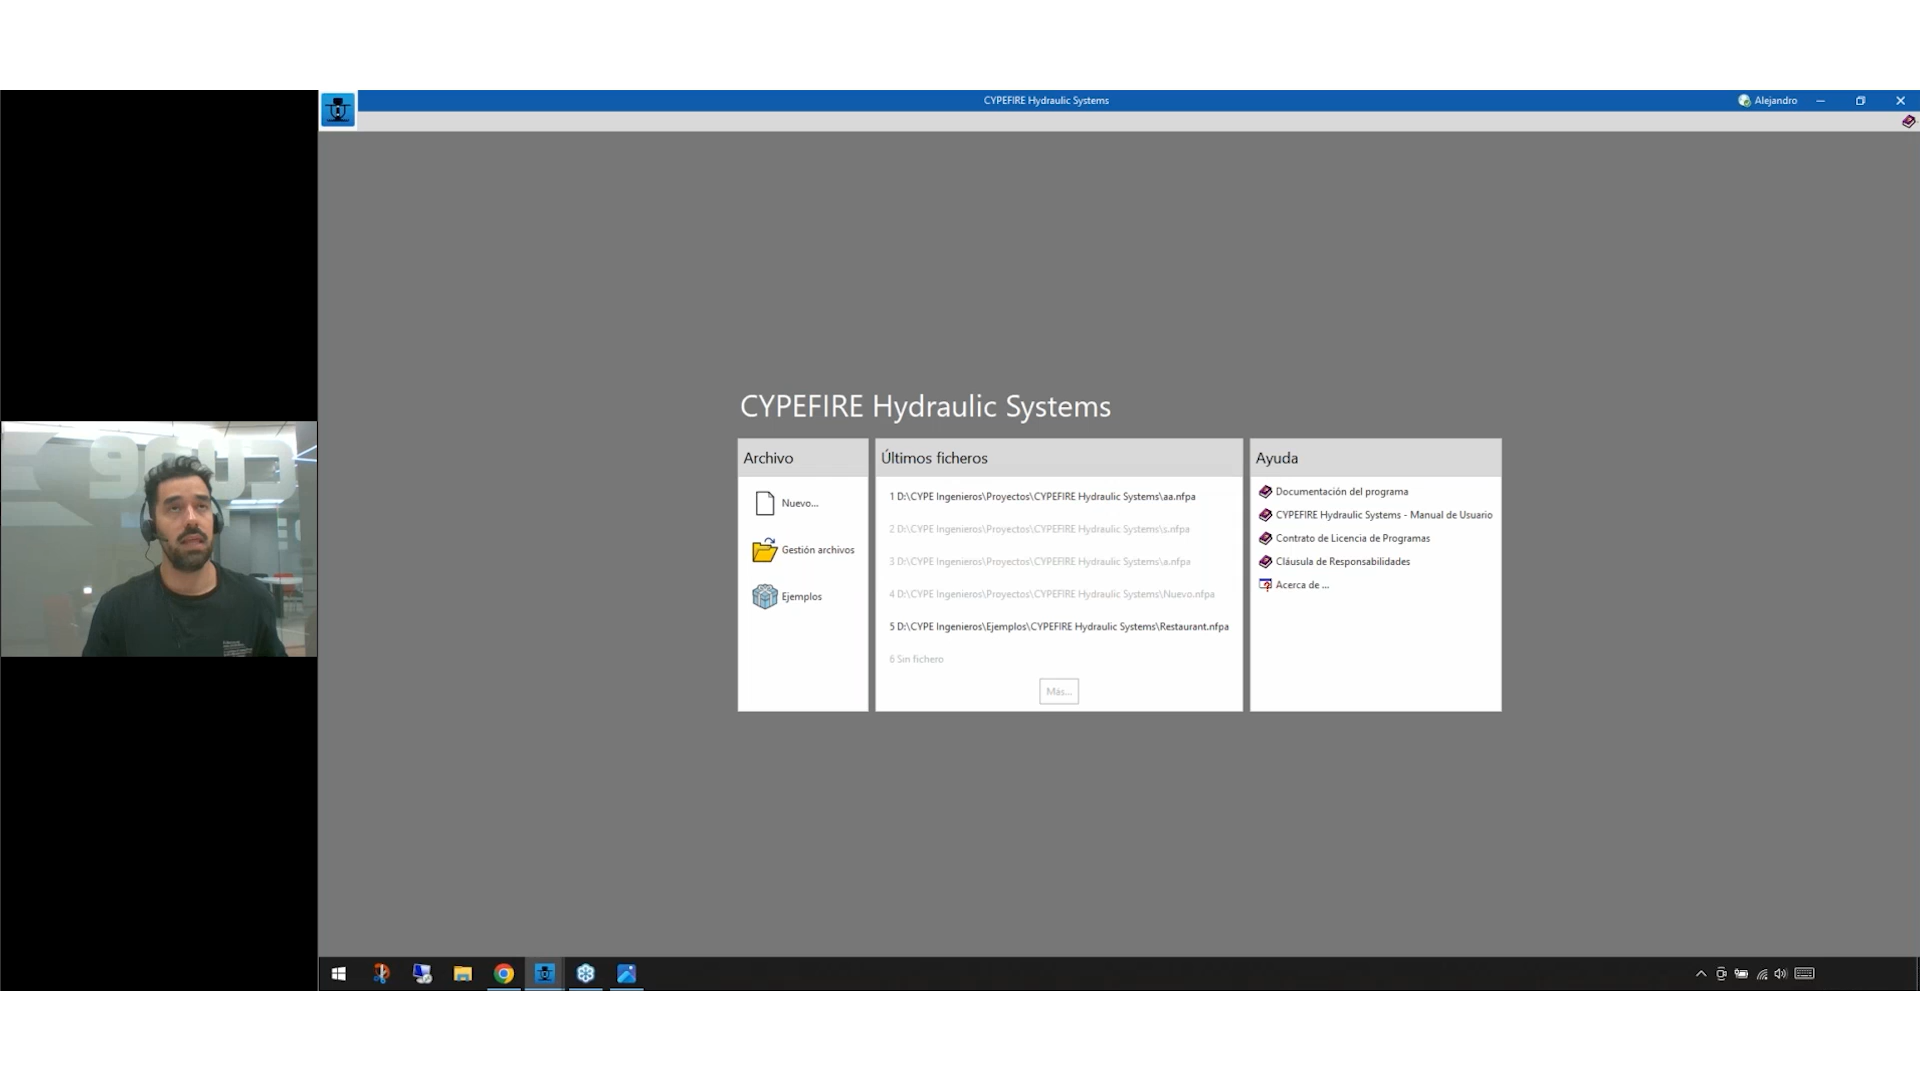 CYPEFIRE Hydraulic Systems
Alejandro
CYPEFIRE Hydraulic Systems
Archivo
Nuevo...
Gestión archivos
Ejemplos
Últimos ficheros
1 D:\CYPE Ingenieros\Proyectos\CYPEFIRE Hydraulic Systems\aa.nfpa
2 D:\CYPE Ingenieros\Proyectos\CYPEFIRE Hydraulic Systems\s.nfpa
3 D:\CYPE Ingenieros\Proyectos\CYPEFIRE Hydraulic Systems\a.nfpa
4 D:\CYPE Ingenieros\Proyectos\CYPEFIRE Hydraulic Systems\Nuevo.nfpa
5 D:\CYPE Ingenieros\Ejemplos\CYPEFIRE Hydraulic Systems\Restaurant.nfpa
6 Sin fichero
Más...
Ayuda
Documentación del programa
CYPEFIRE Hydraulic Systems - Manual de Usuario
Contrato de Licencia de Programas
Cláusula de Responsabilidades
Acerca de ...